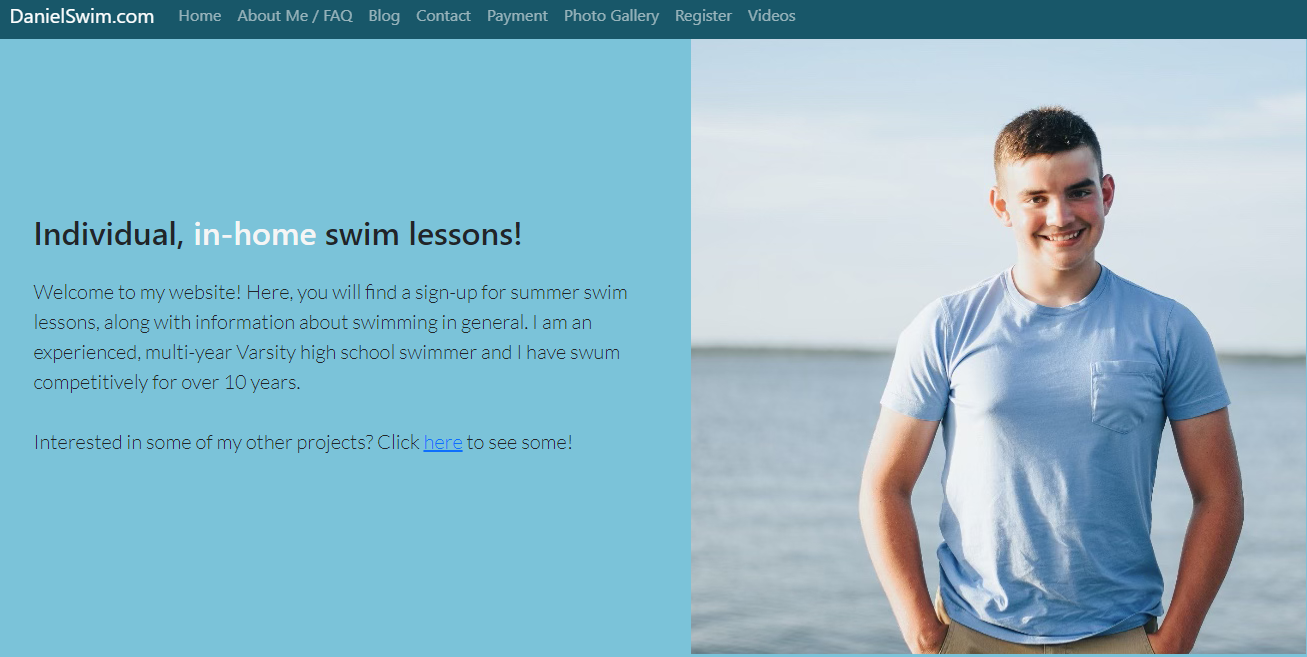 DanielSwim.com Home About Me / FAQ Blog Contact Payment Photo Gallery Register Videos
Individual, in-home swim lessons!
Welcome to my website! Here, you will find a sign-up for summer swim
lessons, along with information about swimming in general. I am an
experienced, multi-year Varsity high school swimmer and I have swum
competitively for over 10 years.
Interested in some of my other projects? Click here to see some!